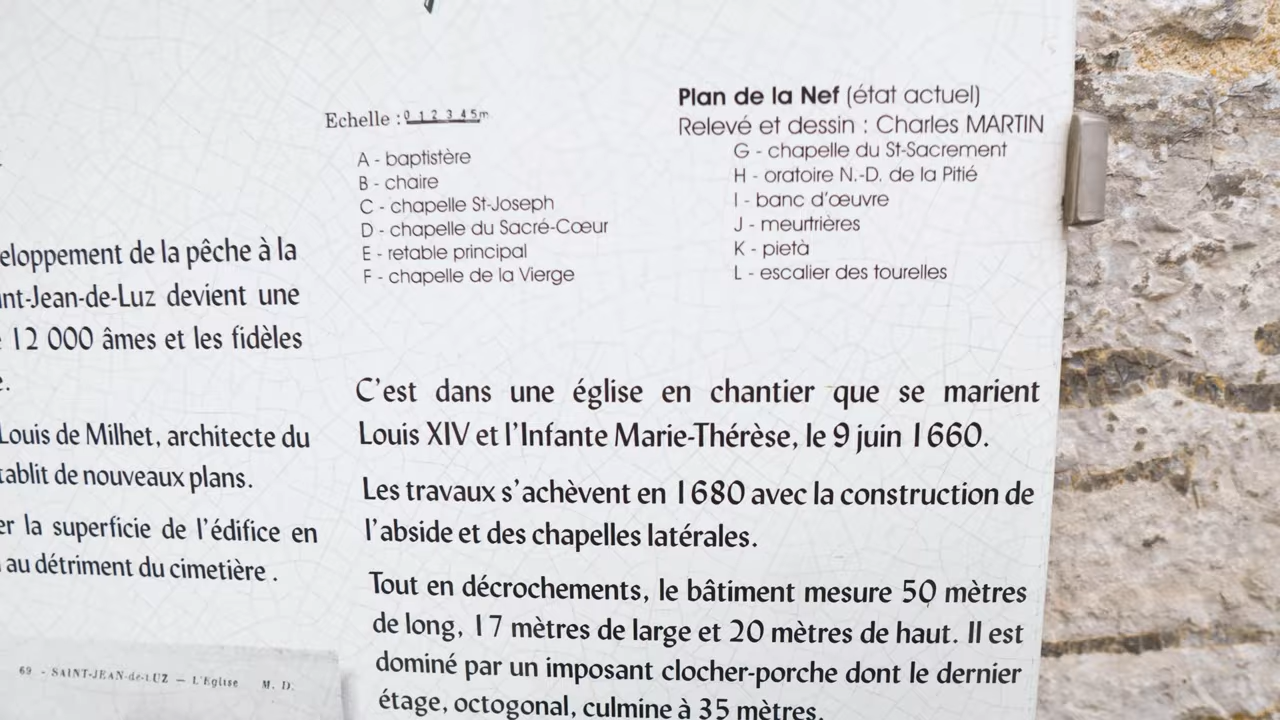 Echelle : 0 1 2 3 4 5m
A - baptistère
B - chaire
C - chapelle St-Joseph
D - chapelle du Sacré-Cœur
E - retable principal
F - chapelle de la Vierge
Plan de la Nef (état actuel)
Relevé et dessin : Charles MARTIN
G - chapelle du St-Sacrement
H - oratoire N.-D. de la Pitié
I - banc d'œuvre
J - meurtrières
K - pietà
L - escalier des tourelles
eloppement de la pêche à la
nt-Jean-de-Luz devient une
12 000 âmes et les fidèles
Louis de Milhet, architecte du
tablit de nouveaux plans.
er la superficie de l'édifice en
au détriment du cimetière .
69 - SAINT-JEAN-de-LUZ — L'Eglise M. D.
C'est dans une église en chantier que se marient
Louis XIV et l'Infante Marie-Thérèse, le 9 juin 1660.
Les travaux s'achèvent en 1680 avec la construction de
l'abside et des chapelles latérales.
Tout en décrochements, le bâtiment mesure 50 mètres
de long, 17 mètres de large et 20 mètres de haut. Il est
dominé par un imposant clocher-porche dont le dernier
étage, octogonal, culmine à 35 mètres.